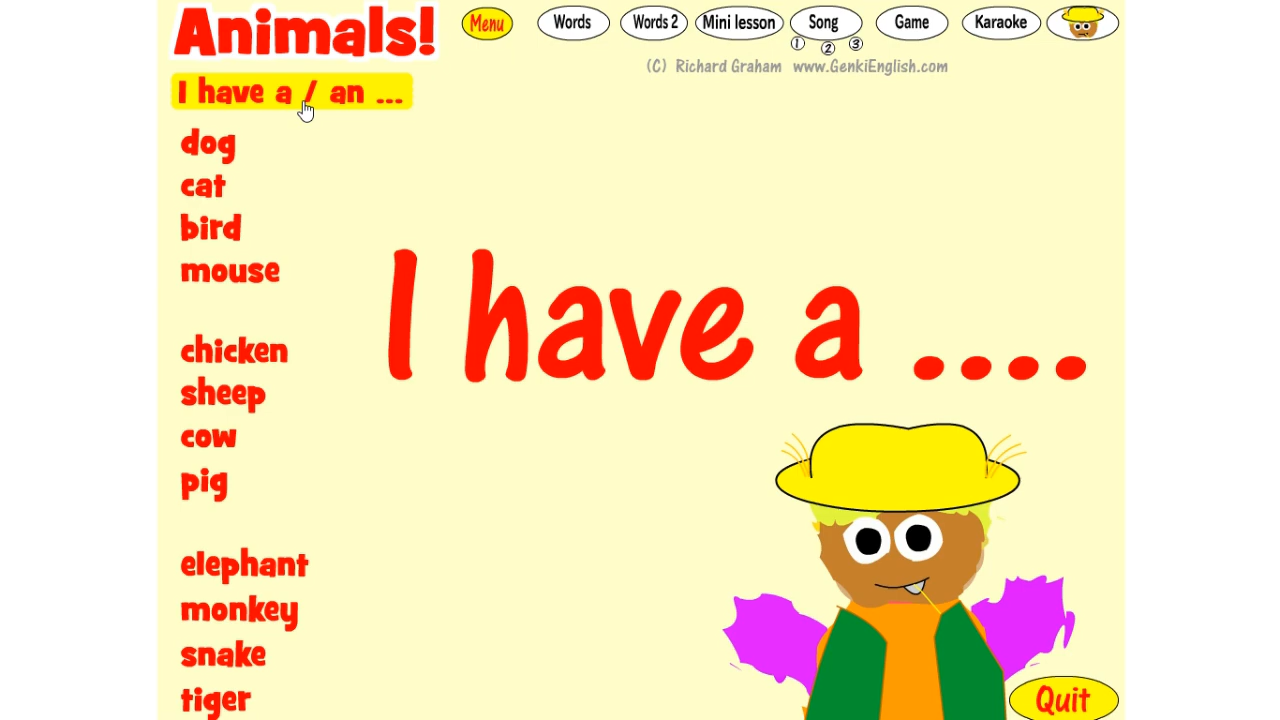 Animals!
Menu
Words
Words 2
Mini lesson
Song
Game
Karaoke
1
2
3
(C) Richard Graham www.GenkiEnglish.com
I have a / an ...
dog
cat
bird
mouse
chicken
sheep
cow
pig
elephant
monkey
snake
tiger
I have a ....
Quit